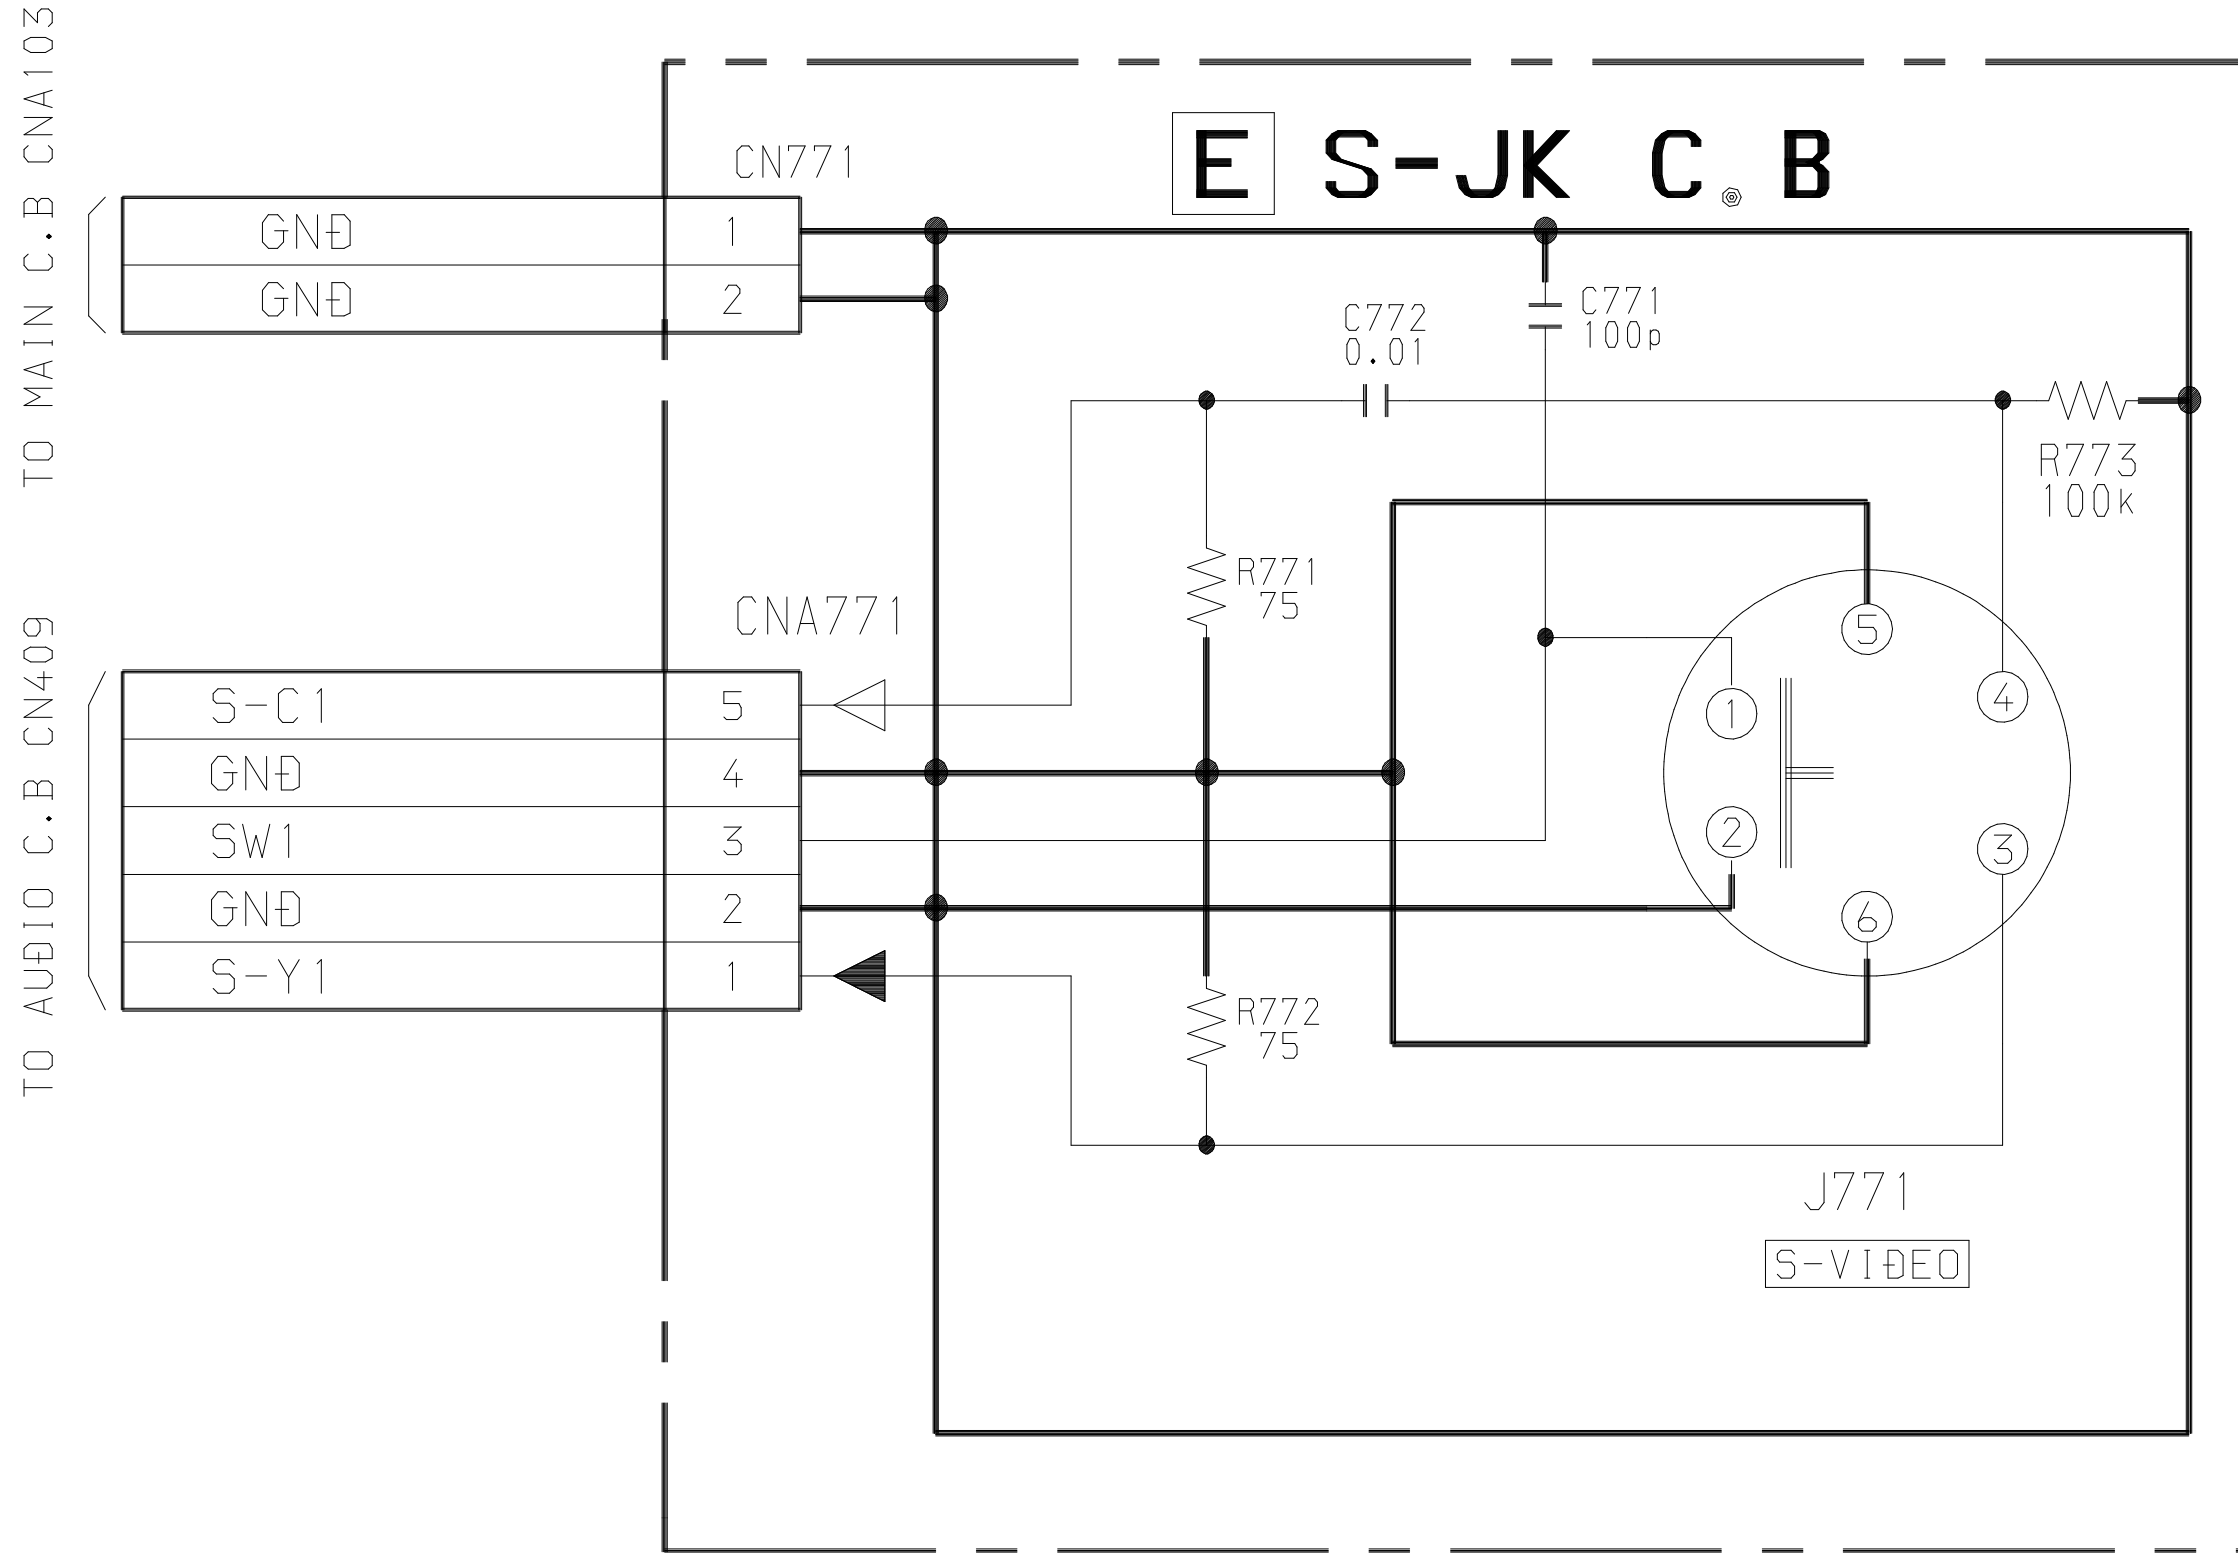 TO MAIN C.B CNA103
TO AUDIO C.B CN409
E S-JK C.B
CN771
GND 1
GND 2
C772
0.01
C771
100p
R773
100k
R771
75
CNA771
S-C1 5
GND 4
SW1 3
GND 2
S-Y1 1
5
1
4
2
3
6
R772
75
J771
S-VIDEO